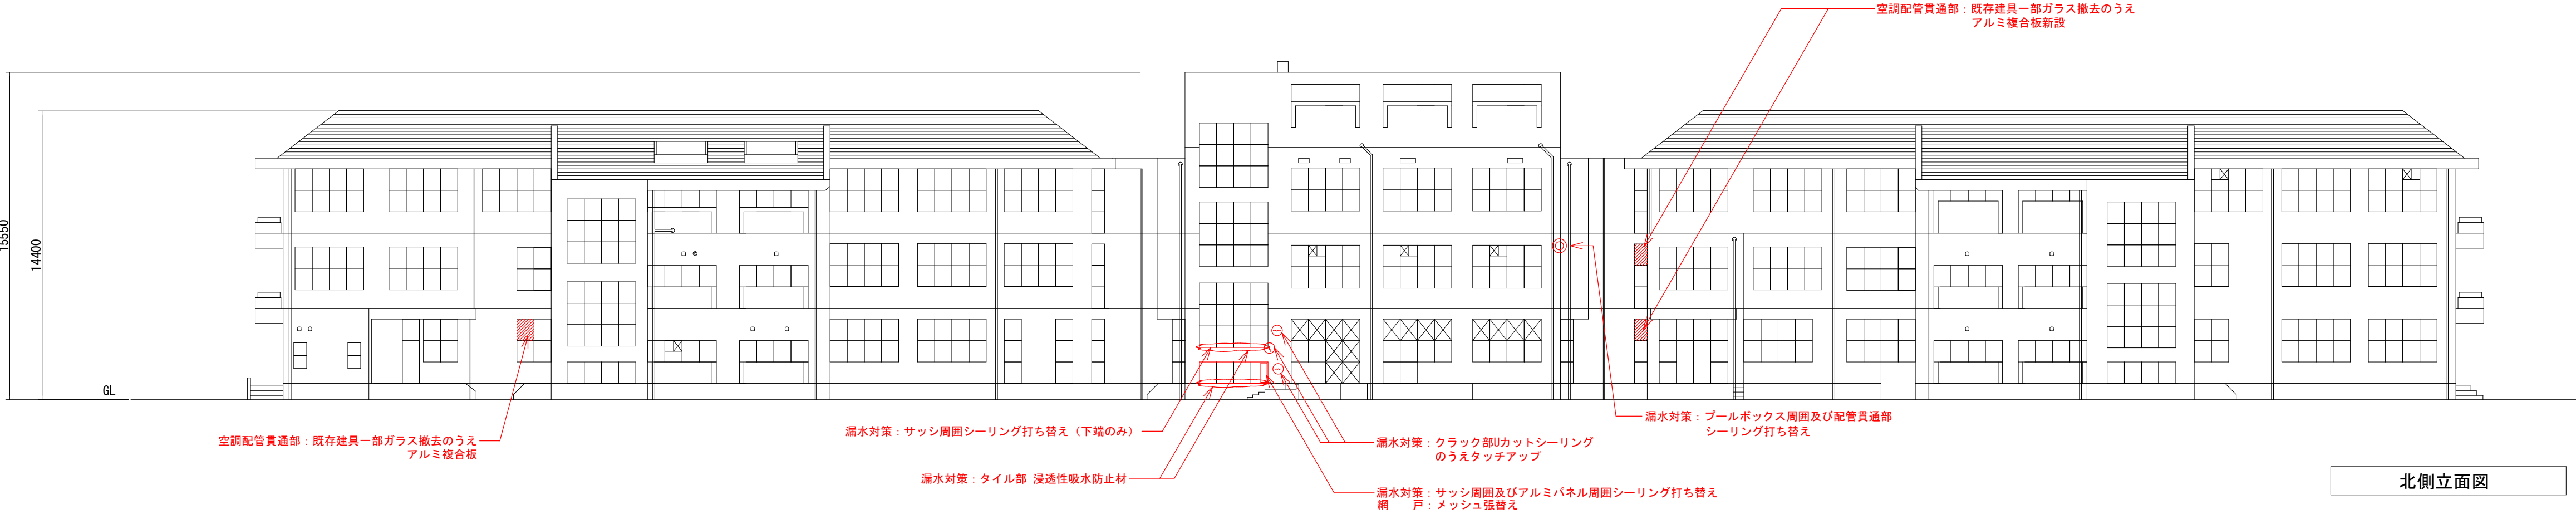 空調配管貫通部：既存建具一部ガラス撤去のうえ
アルミ複合板新設
15550
14400
GL
空調配管貫通部：既存建具一部ガラス撤去のうえ
アルミ複合板
漏水対策：サッシ周囲シーリング打ち替え（下端のみ）
漏水対策：タイル部 浸透性吸水防止材
漏水対策：クラック部Uカットシーリング
のうえタッチアップ
漏水対策：サッシ周囲及びアルミパネル周囲シーリング打ち替え
網　　戸：メッシュ張替え
漏水対策：プールボックス周囲及び配管貫通部
シーリング打ち替え
北側立面図